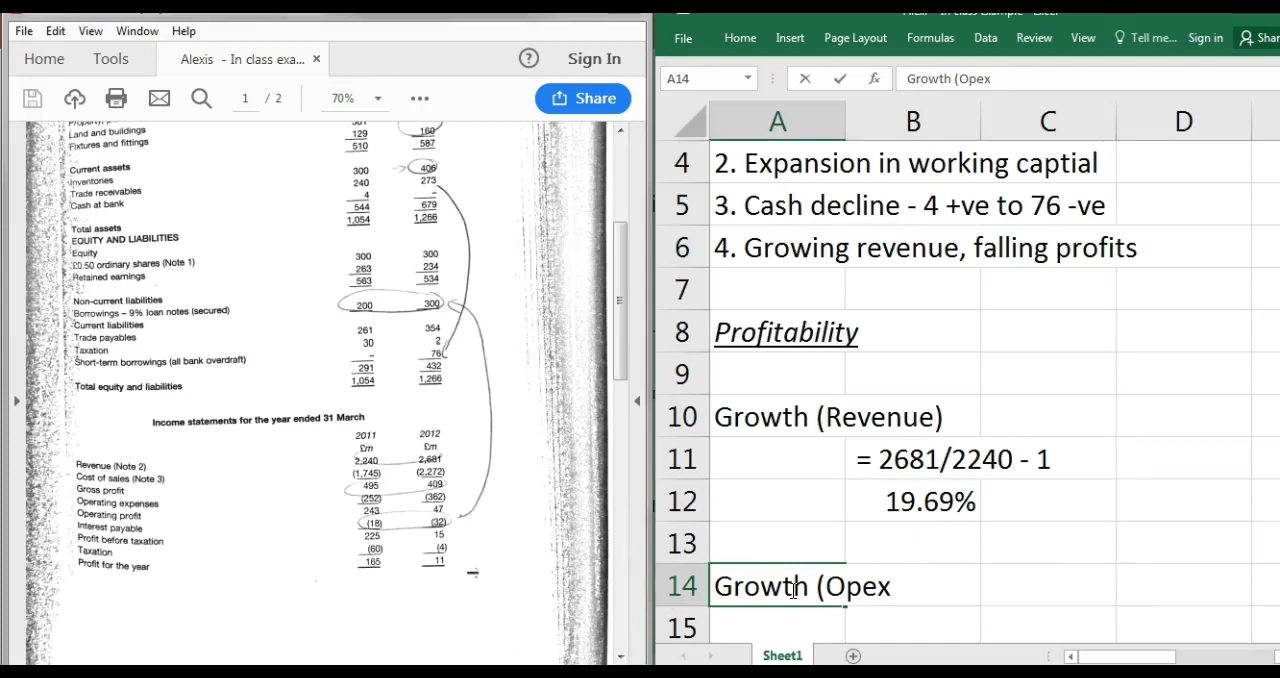 File Edit View Window Help
Home Tools Alexis - In class exa... × ? Sign In
1 / 2 70% Share
Land and buildings 129 160
Fixtures and fittings 510 587
Current assets
Inventories 300 406
Trade receivables 240 273
Cash at bank 4 –
544 679
Total assets 1,054 1,266
EQUITY AND LIABILITIES
Equity
£0.50 ordinary shares (Note 1) 300 300
Retained earnings 263 234
563 534
Non-current liabilities
Borrowings – 9% loan notes (secured) 200 300
Current liabilities
Trade payables 261 354
Taxation 30 2
Short-term borrowings (all bank overdraft) – 76
291 432
Total equity and liabilities 1,054 1,266
Income statements for the year ended 31 March
2011 2012
£m £m
Revenue (Note 2) 2,240 2,681
Cost of sales (Note 3) (1,745) (2,272)
Gross profit 495 409
Operating expenses (252) (362)
Operating profit 243 47
Interest payable (18) (32)
Profit before taxation 225 15
Taxation (60) (4)
Profit for the year 165 11
File Home Insert Page Layout Formulas Data Review View Tell me... Sign in Shar
A14 fx Growth (Opex
A B C D
4 2. Expansion in working captial
5 3. Cash decline - 4 +ve to 76 -ve
6 4. Growing revenue, falling profits
7
8 Profitability
9
10 Growth (Revenue)
11 = 2681/2240 - 1
12 19.69%
13
14 Growth (Opex
15
Sheet1